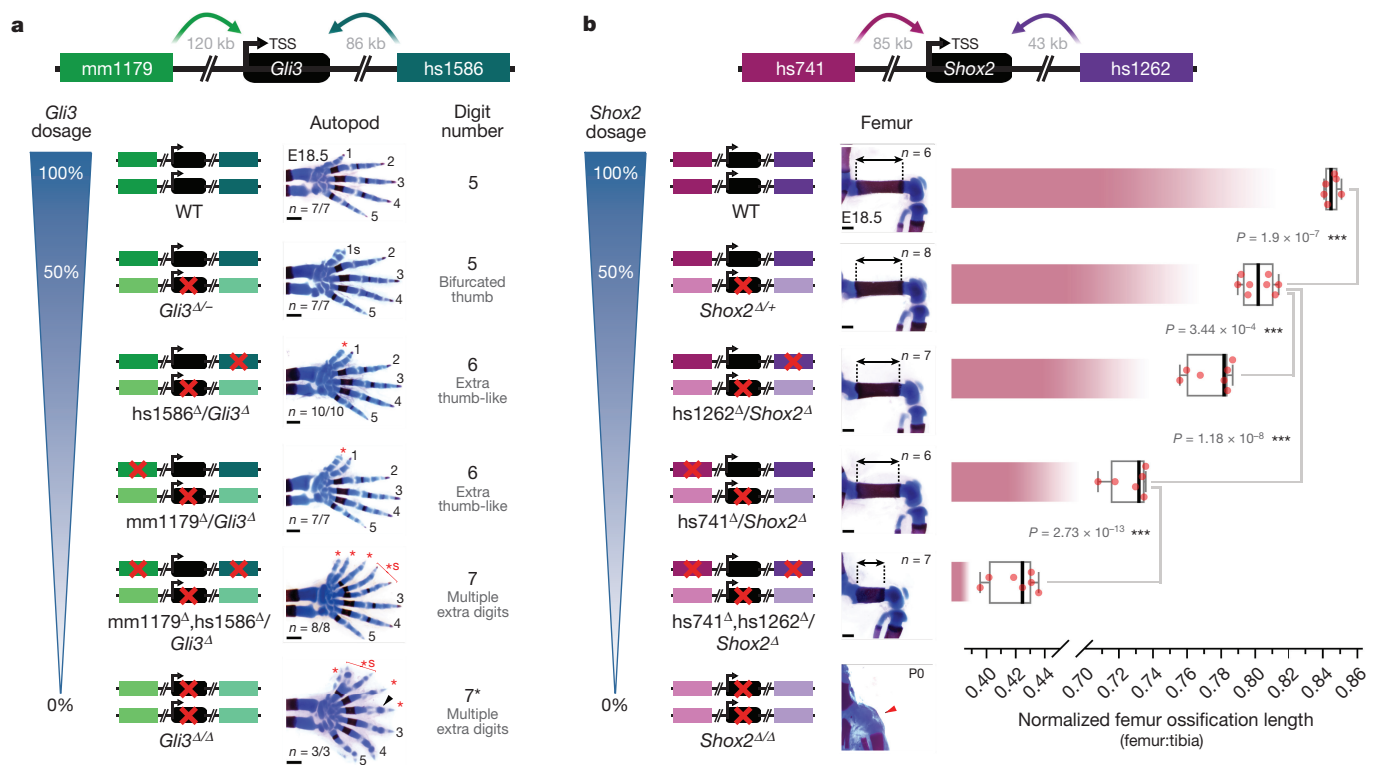 a
120 kb
86 kb
TSS
mm1179
Gli3
hs1586
Gli3 dosage
Autopod
Digit number
100%
E18.5
1
2
3
4
5
n = 7/7
5
WT
50%
1s
2
3
4
5
n = 7/7
5
Bifurcated thumb
Gli3Δ/–
*
1
2
3
4
5
n = 10/10
6
Extra thumb-like
hs1586Δ/Gli3Δ
*
1
2
3
4
5
n = 7/7
6
Extra thumb-like
mm1179Δ/Gli3Δ
* * *
*s
3
4
5
n = 8/8
7
Multiple extra digits
mm1179Δ,hs1586Δ/
Gli3Δ
0%
*
*s
*
*
3
4
5
n = 3/3
7*
Multiple extra digits
Gli3Δ/Δ
b
85 kb
43 kb
TSS
hs741
Shox2
hs1262
Shox2 dosage
Femur
100%
n = 6
E18.5
WT
P = 1.9 × 10⁻⁷ ***
50%
n = 8
Shox2Δ/+
P = 3.44 × 10⁻⁴ ***
n = 7
hs1262Δ/Shox2Δ
P = 1.18 × 10⁻⁸ ***
n = 6
hs741Δ/Shox2Δ
P = 2.73 × 10⁻¹³ ***
n = 7
hs741Δ,hs1262Δ/
Shox2Δ
0%
P0
Shox2Δ/Δ
0.40 0.42 0.44 0.70 0.72 0.74 0.76 0.78 0.80 0.82 0.84 0.86
Normalized femur ossification length
(femur:tibia)